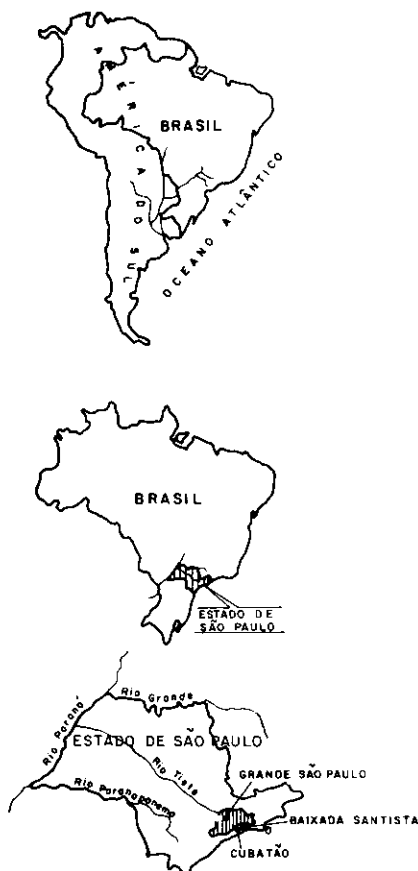 AMÉRICA DO SUL
BRASIL
OCEANO ATLÂNTICO
BRASIL
ESTADO DE
SÃO PAULO
Rio Grande
Rio Paraná
ESTADO DE SÃO PAULO
Rio Tiete
GRANDE SÃO PAULO
Rio Paranapanema
BAIXADA SANTISTA
CUBATÃO